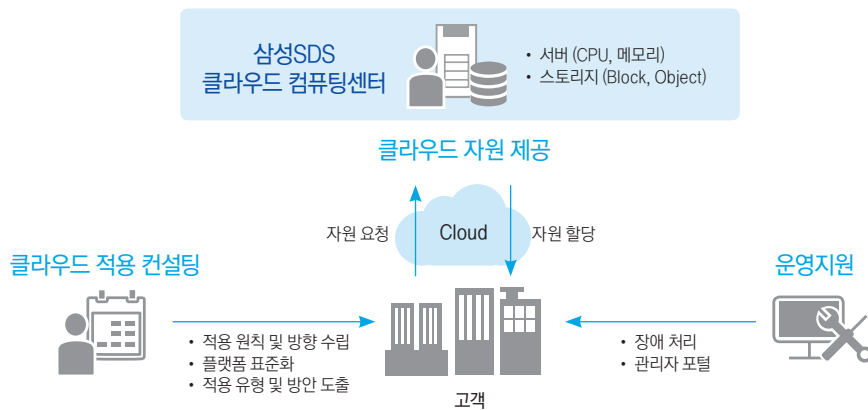 삼성SDS
클라우드 컴퓨팅센터
• 서버 (CPU, 메모리)
• 스토리지 (Block, Object)
클라우드 자원 제공
자원 요청
Cloud
자원 할당
클라우드 적용 컨설팅
운영지원
• 적용 원칙 및 방향 수립
• 플랫폼 표준화
• 적용 유형 및 방안 도출
• 장애 처리
• 관리자 포털
고객